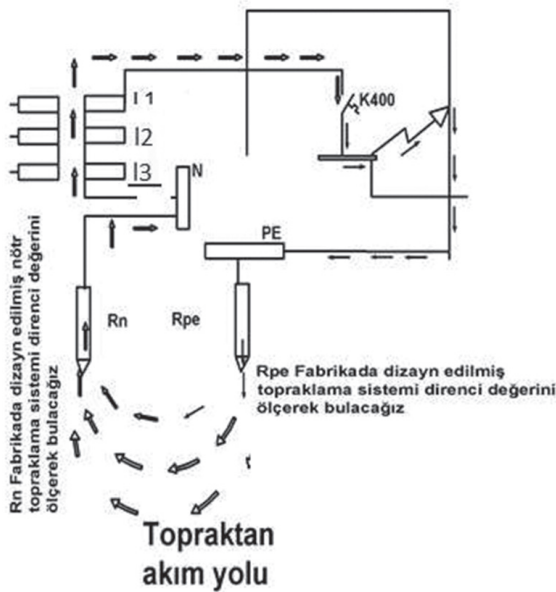 I 1
K400
I2
I3
N
PE
Rn
Rpe
Rn Fabrikada dizayn edilmiş nötr
topraklama sistemi direnci değerini
ölçerek bulacağız
Rpe Fabrikada dizayn edilmiş
topraklama sistemi direnci değerini
ölçerek bulacağız
Topraktan
akım yolu